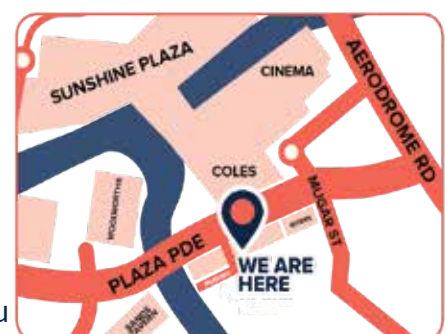 SUNSHINE PLAZA
CINEMA
AERODROME RD
COLES
WOOLWORTHS
MUGAR ST
PLAZA PDE
WE ARE
HERE
u